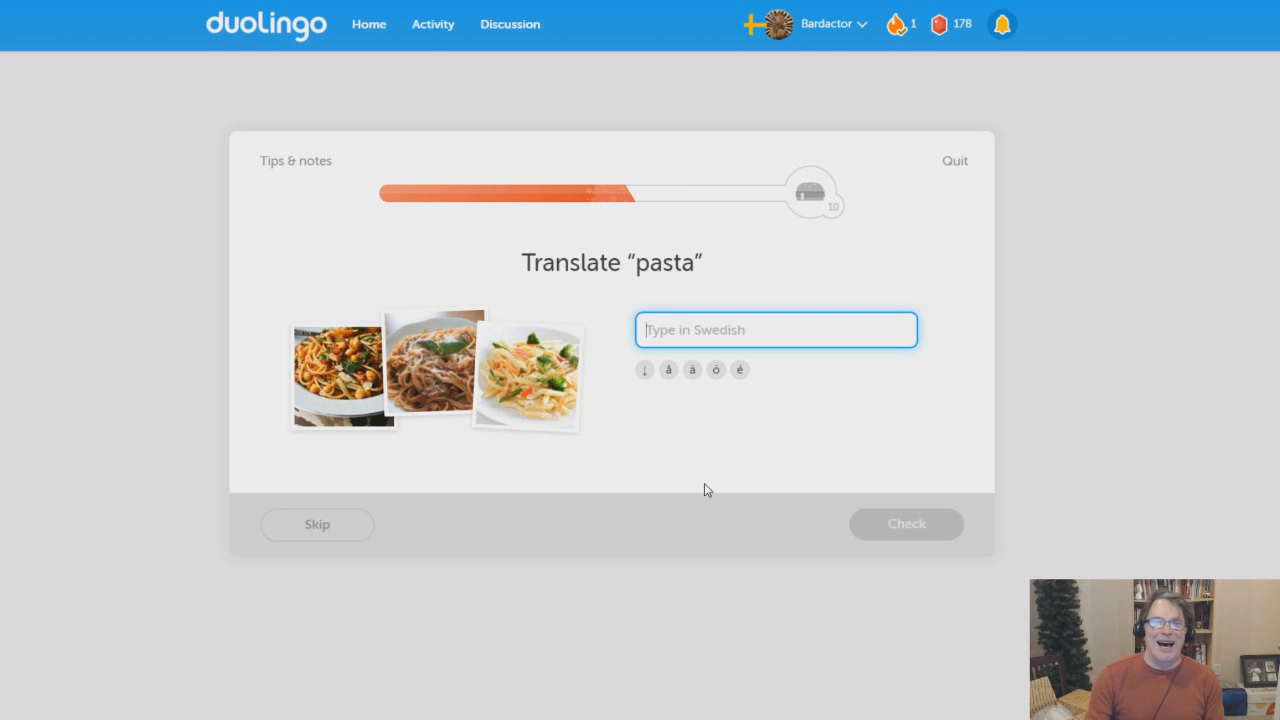 duolingo Home Activity Discussion Bardactor 1 178
Tips & notes Quit
10
Translate “pasta”
Type in Swedish
↓ å ä ö é
Skip Check